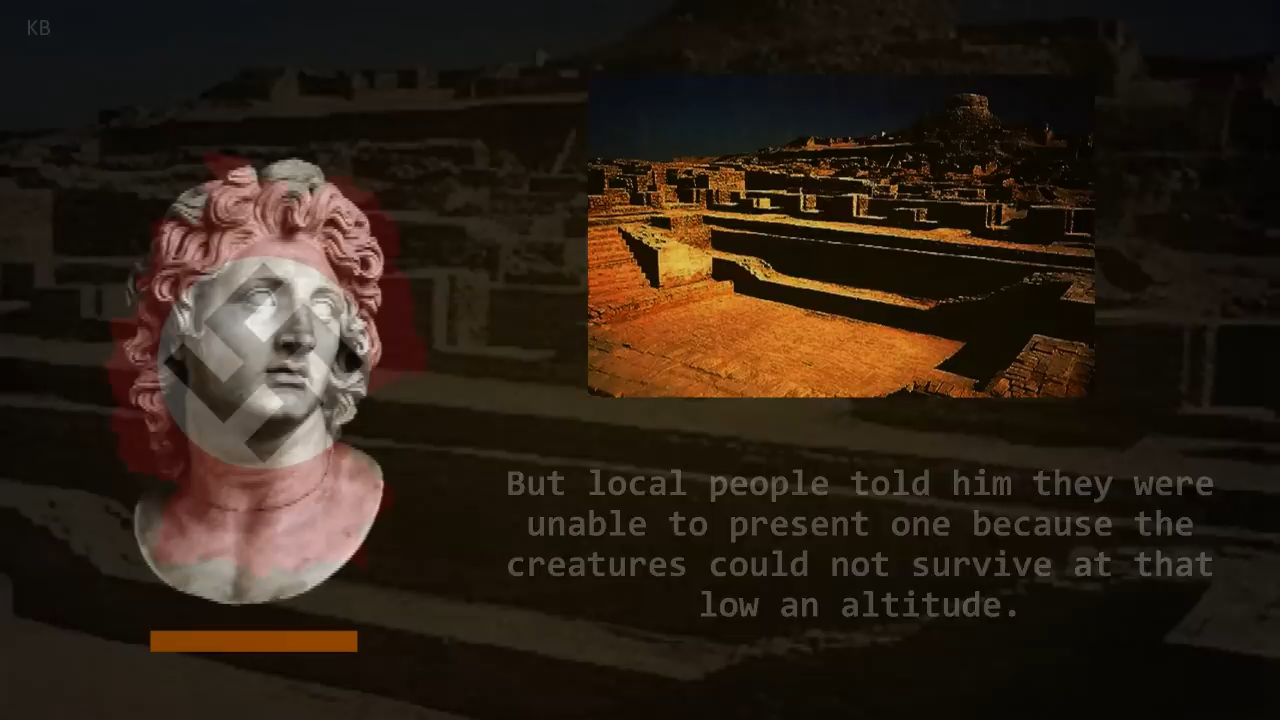 KB
But local people told him they were
unable to present one because the
creatures could not survive at that
low an altitude.